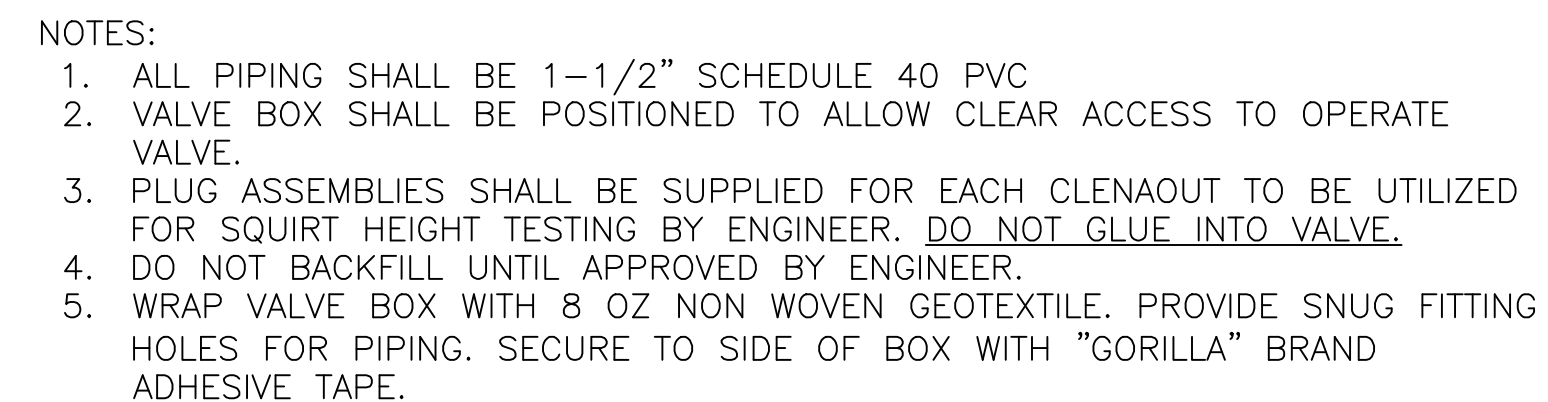 NOTES:
1. ALL PIPING SHALL BE 1-1/2” SCHEDULE 40 PVC
2. VALVE BOX SHALL BE POSITIONED TO ALLOW CLEAR ACCESS TO OPERATE
VALVE.
3. PLUG ASSEMBLIES SHALL BE SUPPLIED FOR EACH CLENAOUT TO BE UTILIZED
FOR SQUIRT HEIGHT TESTING BY ENGINEER. DO NOT GLUE INTO VALVE.
4. DO NOT BACKFILL UNTIL APPROVED BY ENGINEER.
5. WRAP VALVE BOX WITH 8 OZ NON WOVEN GEOTEXTILE. PROVIDE SNUG FITTING
HOLES FOR PIPING. SECURE TO SIDE OF BOX WITH ”GORILLA” BRAND
ADHESIVE TAPE.